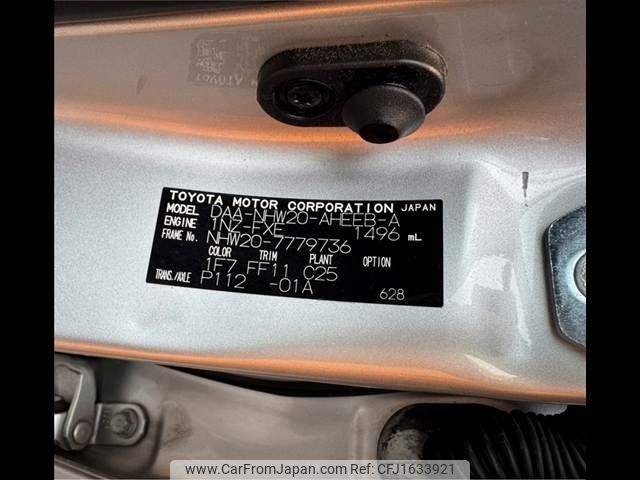 TOYOTA MOTOR CORPORATION JAPAN
MODEL DAA-NHW20-AHEEB-A
ENGINE 1NZ-FXE 1496 mL
FRAME No. NHW20-7779736
COLOR TRIM PLANT OPTION
1F7 FF11 C25
TRANS./AXLE P112 -01A
628
www.CarFromJapan.com | CFJ1633921